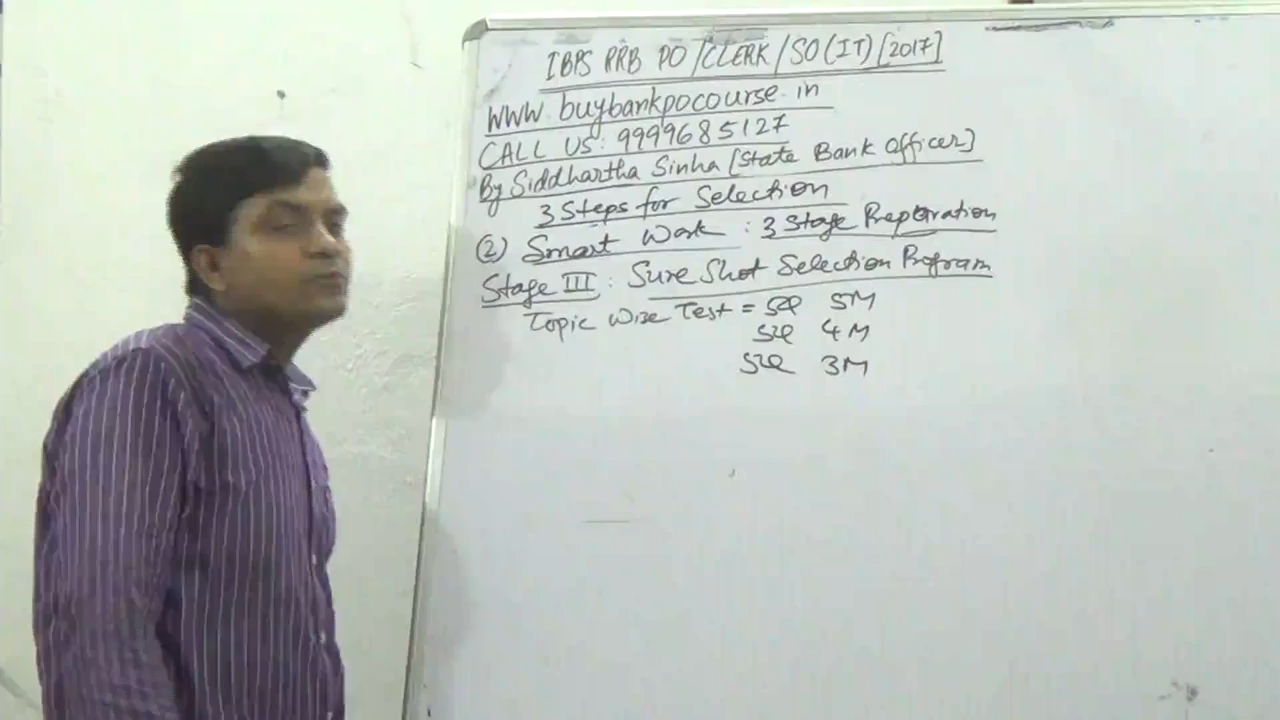 IBPS RRB PO/CLERK/SO(IT)[2017]
WWW.buybankpocourse.in
CALL US: 9999685127
By Siddhartha Sinha [State Bank Officer]
3 Steps for Selection
(2) Smart Work : 3 Stage Preparation
Stage III : Sure Shot Selection Program
Topic Wise Test = 5M
4M
3M